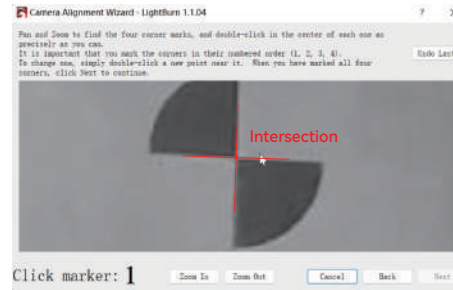 Camera Alignment Wizard - LightBurn 1.1.04
?
Pan and Zoom to find the four corner marks, and double-click in the center of each one as
precisely as you can.
It is important that you mark the corners in their numbered order (1, 2, 3, 4).
To change one, simply double-click a new point near it. When you have marked all four
corners, click Next to continue.
Undo Last
Intersection
Click marker: 1
Zoom In
Zoom Out
Cancel
Back
Next